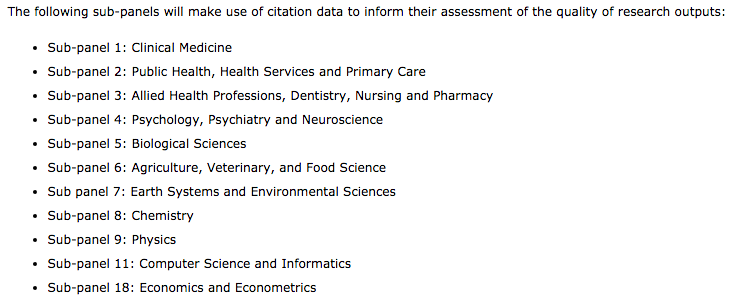 The following sub-panels will make use of citation data to inform their assessment of the quality of research outputs:
• Sub-panel 1: Clinical Medicine
• Sub-panel 2: Public Health, Health Services and Primary Care
• Sub-panel 3: Allied Health Professions, Dentistry, Nursing and Pharmacy
• Sub-panel 4: Psychology, Psychiatry and Neuroscience
• Sub-panel 5: Biological Sciences
• Sub-panel 6: Agriculture, Veterinary, and Food Science
• Sub panel 7: Earth Systems and Environmental Sciences
• Sub-panel 8: Chemistry
• Sub-panel 9: Physics
• Sub-panel 11: Computer Science and Informatics
• Sub-panel 18: Economics and Econometrics